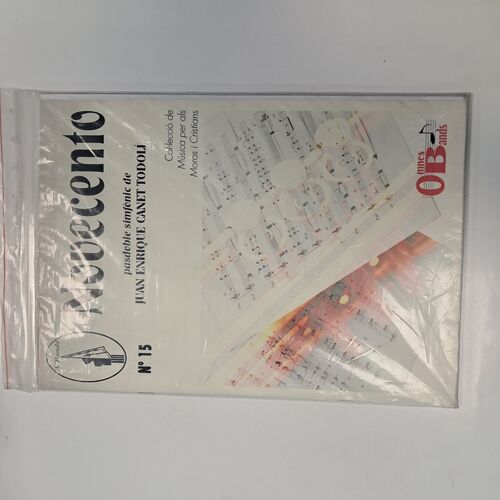 Novecento
pasdoble simfònic de
JUAN ENRIQUE CANET TODOLÍ
Col·lecció de
Música per als
Moros i Cristians
Nº 15
Omnes
Bands